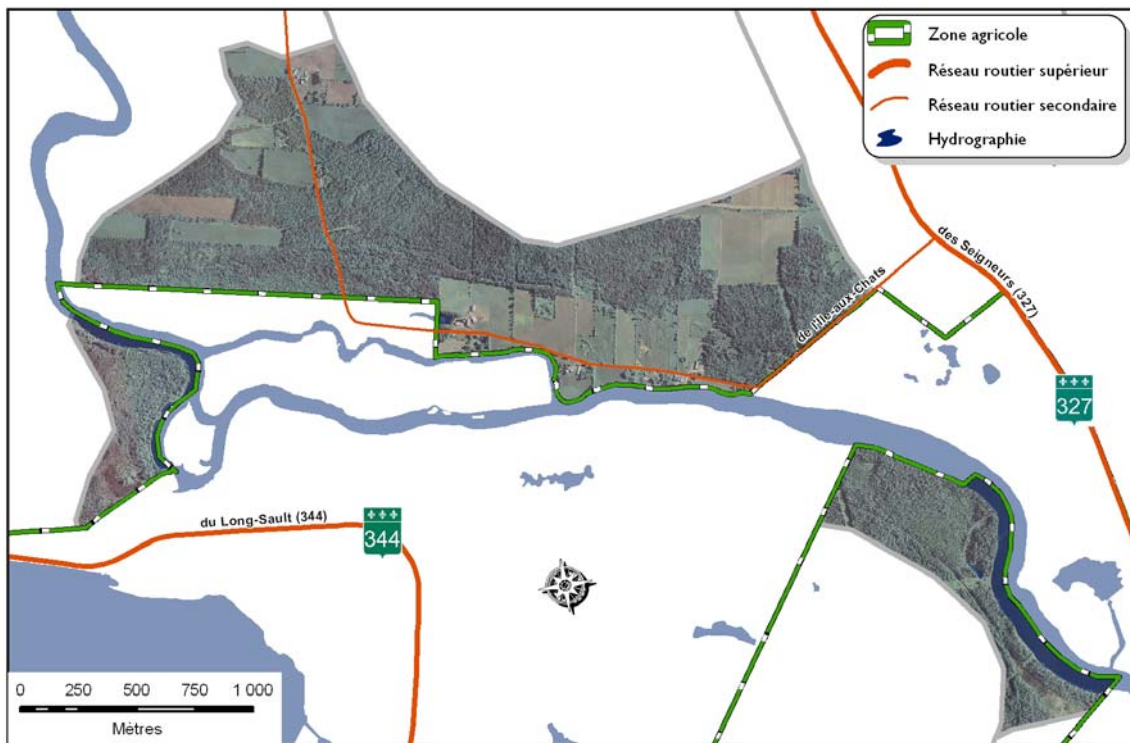 Zone agricole
Réseau routier supérieur
Réseau routier secondaire
Hydrographie
des Seigneurs (327)
de l'Île-aux-Chats
327
du Long-Sault (344)
344
0 250 500 750 1 000
Mètres